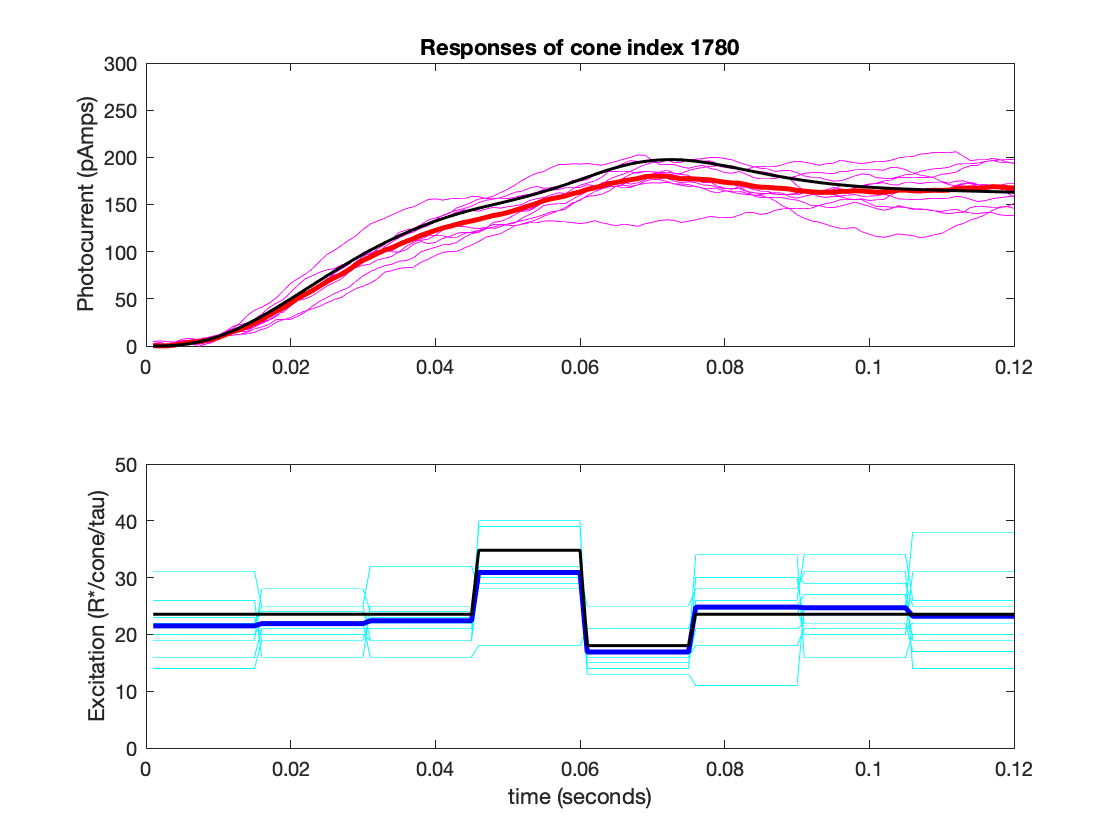 Responses of cone index 1780
Photocurrent (pAmps)
300
250
200
150
100
50
0
0 0.02 0.04 0.06 0.08 0.1 0.12
Excitation (R*/cone/tau)
50
40
30
20
10
0
0 0.02 0.04 0.06 0.08 0.1 0.12
time (seconds)